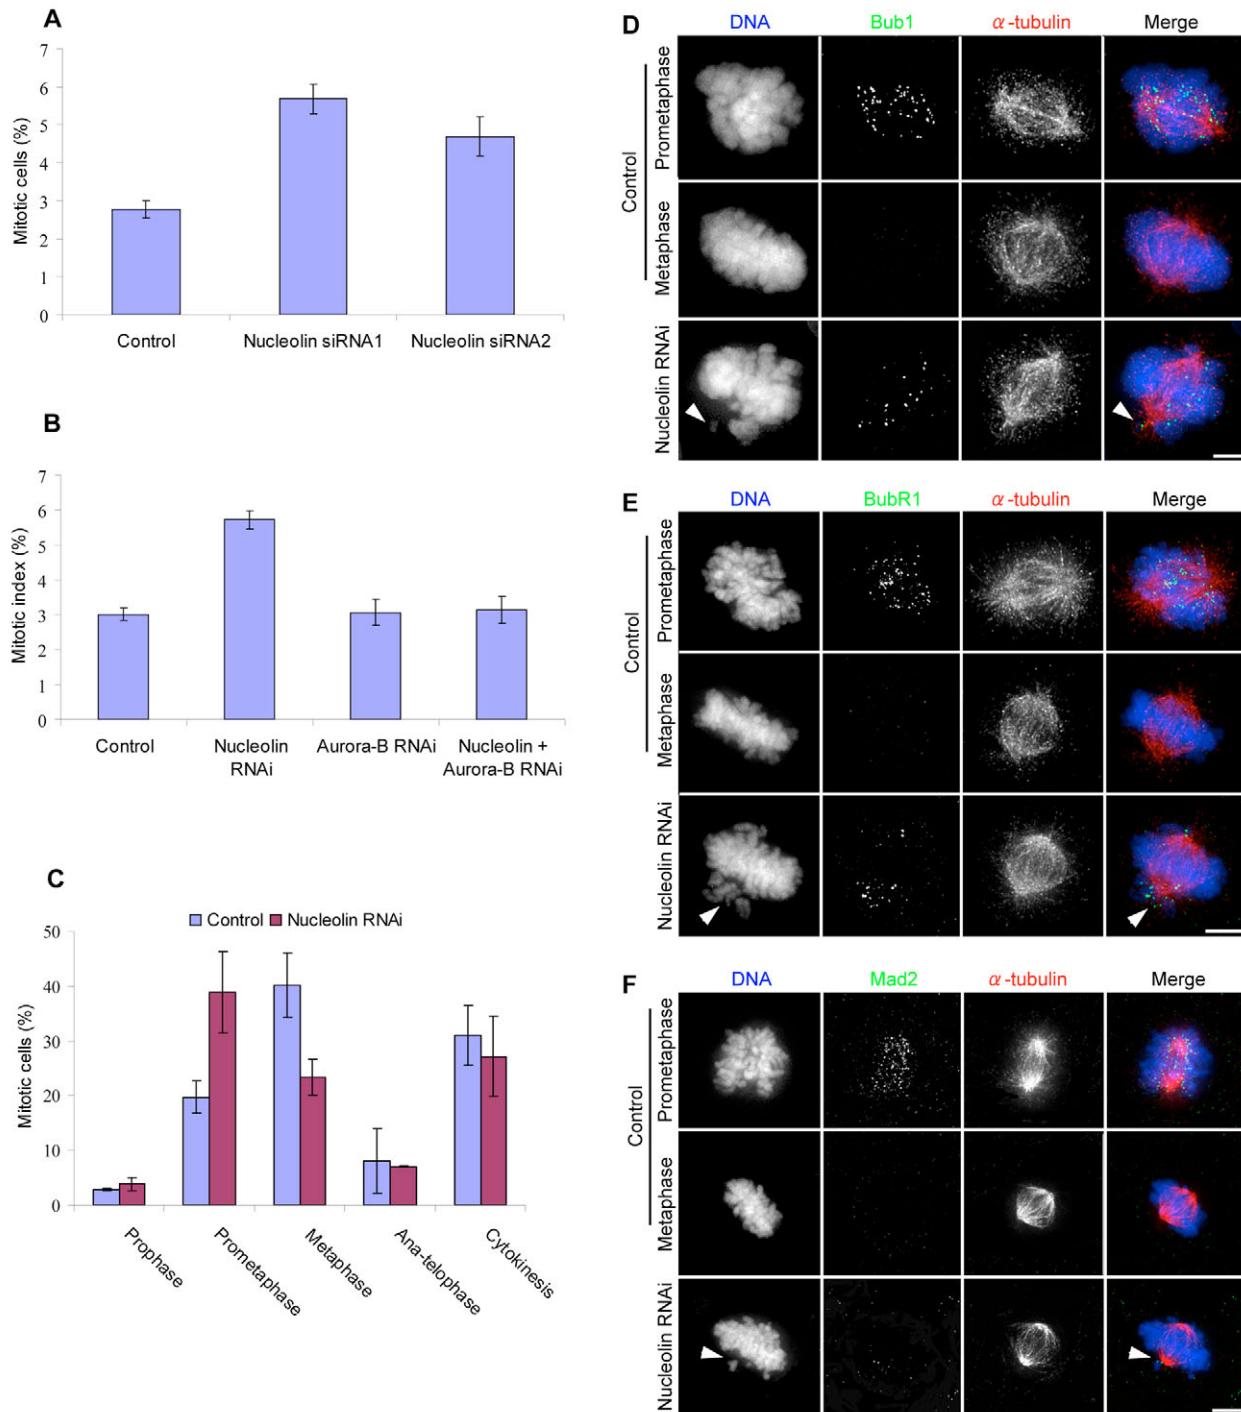 A
Mitotic cells (%)
7
6
5
4
3
2
1
0
Control
Nucleolin siRNA1
Nucleolin siRNA2
B
Mitotic index (%)
7
6
5
4
3
2
1
0
Control
Nucleolin
RNAi
Aurora-B RNAi
Nucleolin +
Aurora-B RNAi
C
Control
Nucleolin RNAi
Mitotic cells (%)
50
40
30
20
10
0
Prophase
Prometaphase
Metaphase
Ana-telophase
Cytokinesis
D
DNA
Bub1
α-tubulin
Merge
Control
Prometaphase
Metaphase
Nucleolin RNAi
E
DNA
BubR1
α-tubulin
Merge
Control
Prometaphase
Metaphase
Nucleolin RNAi
F
DNA
Mad2
α-tubulin
Merge
Control
Prometaphase
Metaphase
Nucleolin RNAi